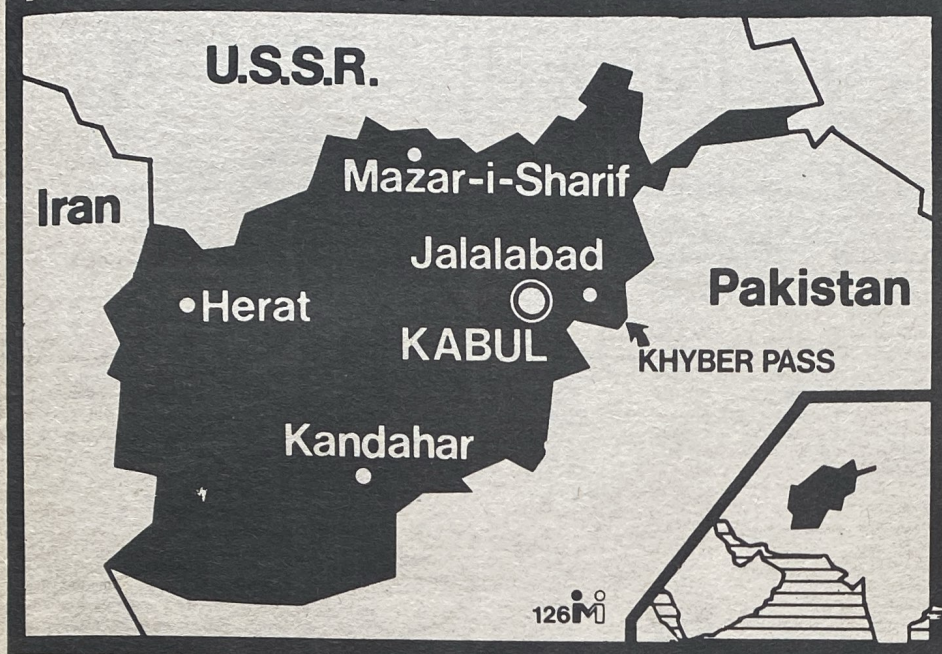 U.S.S.R.
Mazar-i-Sharif
Iran
Jalalabad
Pakistan
Herat
KABUL
KHYBER PASS
Kandahar
126